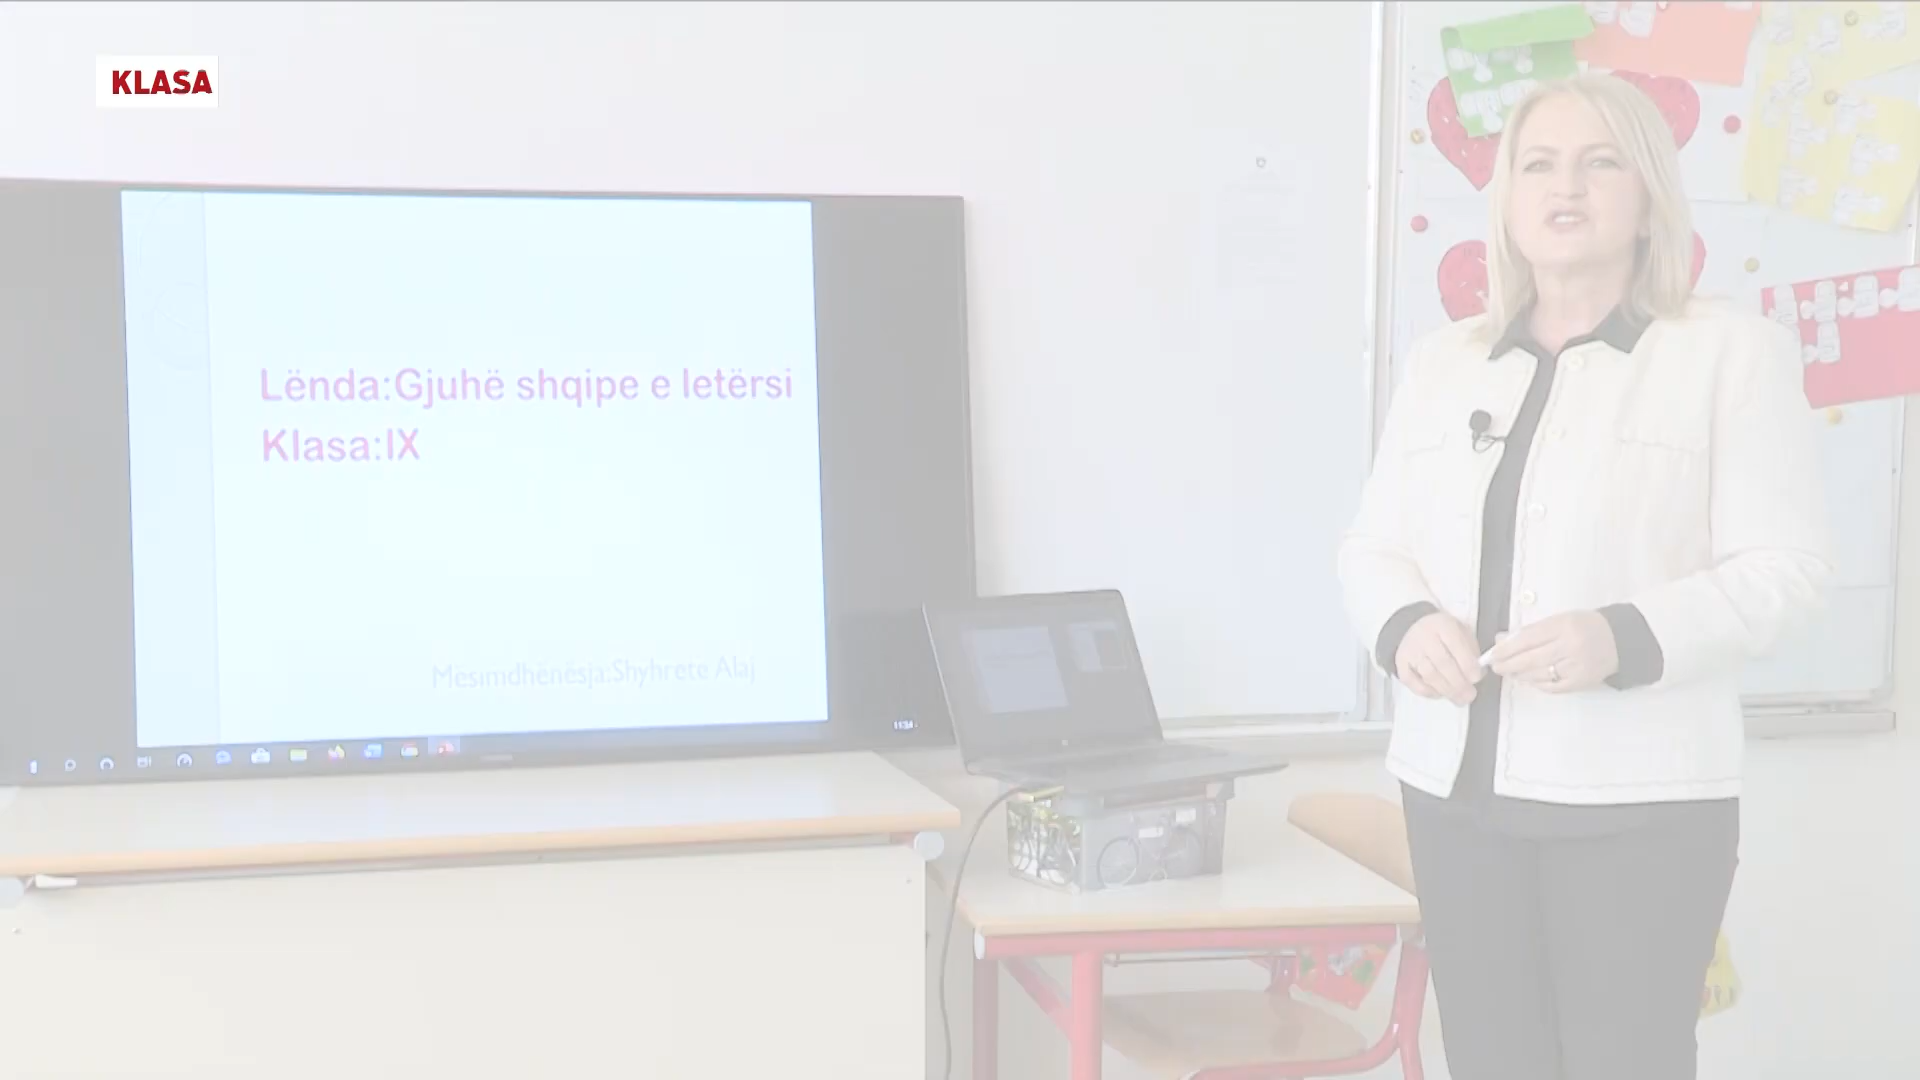 KLASA
Lënda:Gjuhë shqipe e letërsi
Klasa:IX
Mësimdhënësja:Shyhrete Alaj